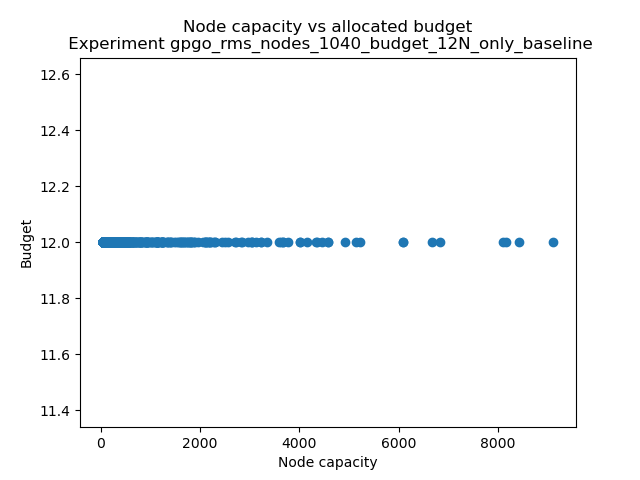 Node capacity vs allocated budget
Experiment gpgo_rms_nodes_1040_budget_12N_only_baseline
12.6
12.4
12.2
12.0
11.8
11.6
11.4
Budget
0 2000 4000 6000 8000
Node capacity